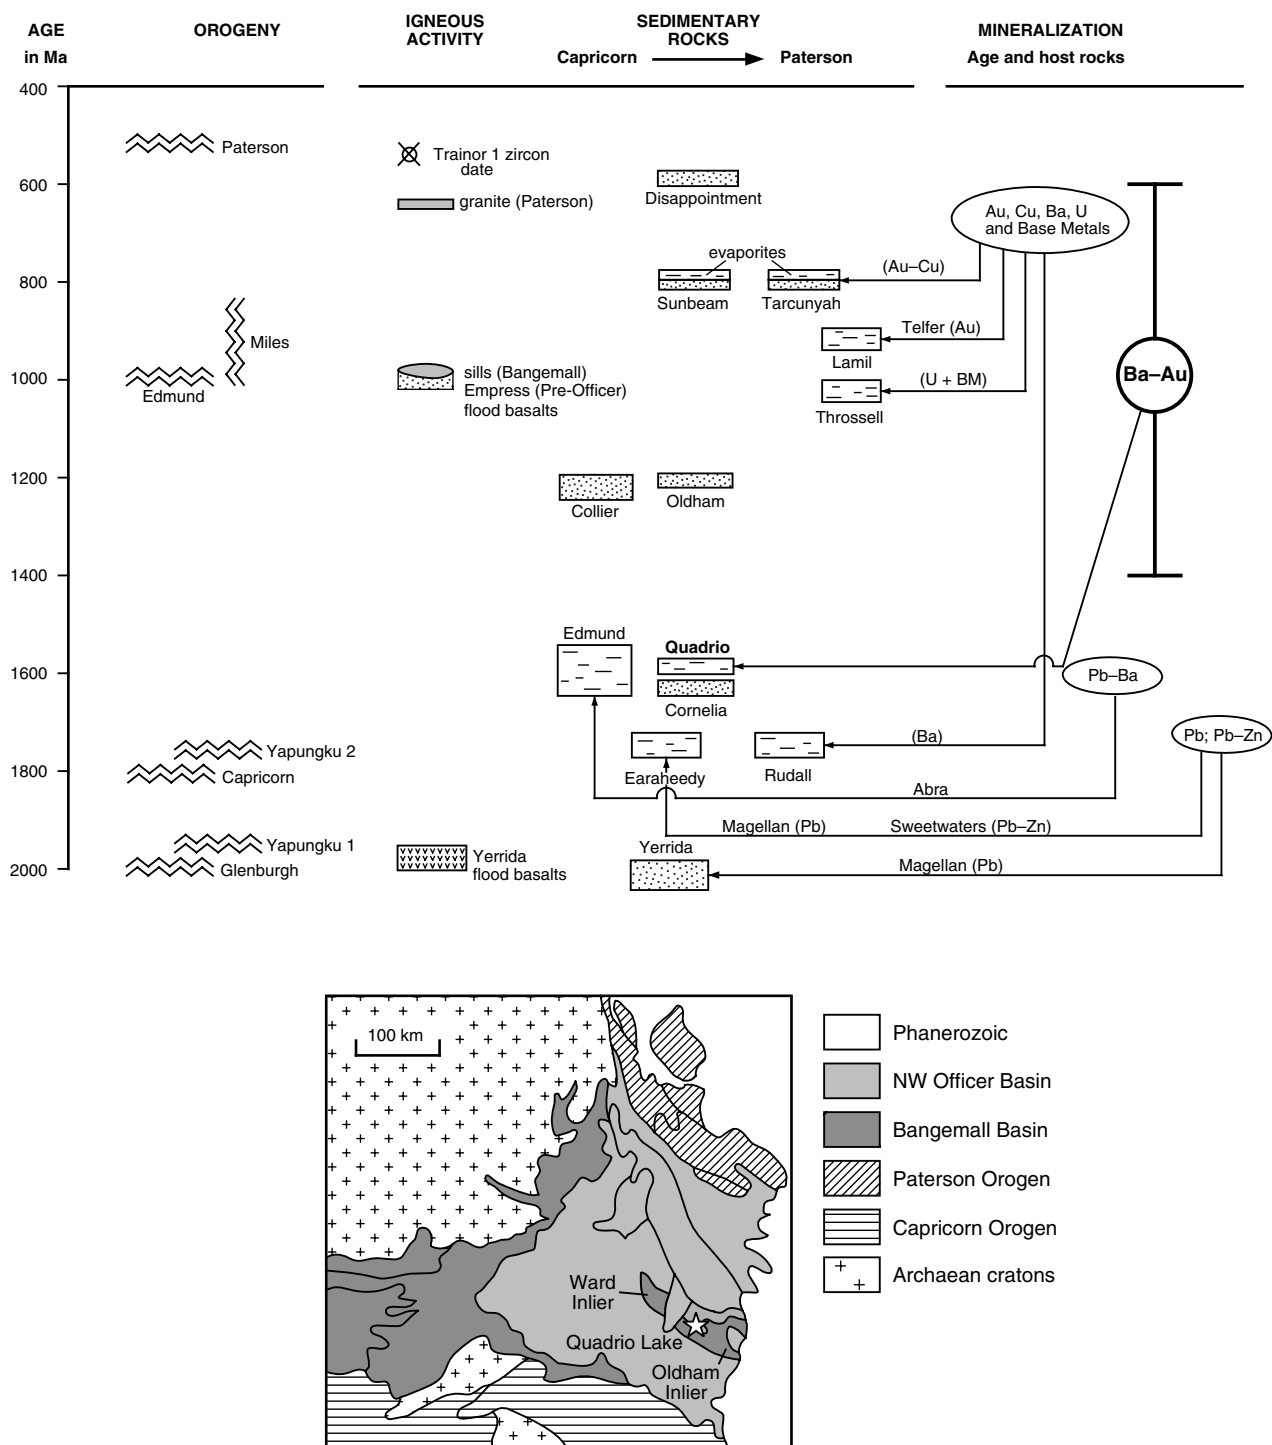 AGE
in Ma
OROGENY
IGNEOUS
ACTIVITY
SEDIMENTARY
ROCKS
Capricorn
Paterson
MINERALIZATION
Age and host rocks
400
600
800
1000
1200
1400
1600
1800
2000
Paterson
Miles
Edmund
Yapungku 2
Capricorn
Yapungku 1
Glenburgh
Trainor 1 zircon
date
granite (Paterson)
sills (Bangemall)
Empress (Pre-Officer)
flood basalts
Yerrida
flood basalts
Disappointment
evaporites
Sunbeam
Tarcunyah
Lamil
Throssell
Collier
Oldham
Edmund
Quadrio
Cornelia
Earaheedy
Rudall
Yerrida
Au, Cu, Ba, U
and Base Metals
(Au–Cu)
Telfer (Au)
(U + BM)
Ba–Au
Pb–Ba
Pb; Pb–Zn
(Ba)
Abra
Magellan (Pb)
Sweetwaters (Pb–Zn)
Magellan (Pb)
100 km
Ward
Inlier
Quadrio Lake
Oldham
Inlier
Phanerozoic
NW Officer Basin
Bangemall Basin
Paterson Orogen
Capricorn Orogen
Archaean cratons